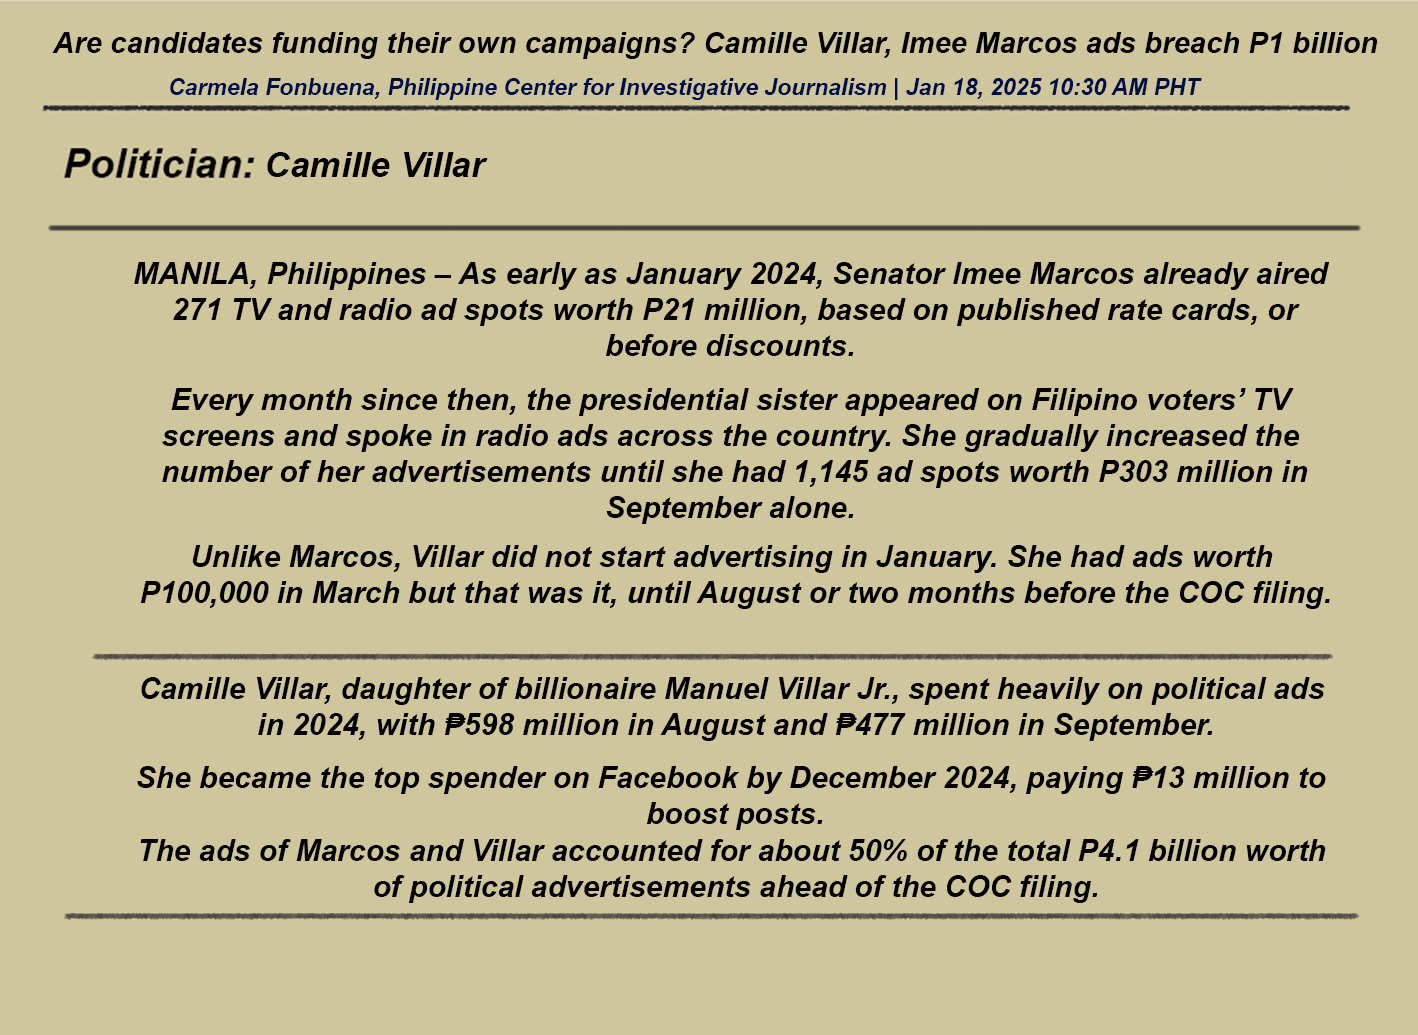 Are candidates funding their own campaigns? Camille Villar, Imee Marcos ads breach P1 billion
Carmela Fonbuena, Philippine Center for Investigative Journalism | Jan 18, 2025 10:30 AM PHT
Politician: Camille Villar
MANILA, Philippines – As early as January 2024, Senator Imee Marcos already aired
271 TV and radio ad spots worth P21 million, based on published rate cards, or
before discounts.
Every month since then, the presidential sister appeared on Filipino voters’ TV
screens and spoke in radio ads across the country. She gradually increased the
number of her advertisements until she had 1,145 ad spots worth P303 million in
September alone.
Unlike Marcos, Villar did not start advertising in January. She had ads worth
P100,000 in March but that was it, until August or two months before the COC filing.
Camille Villar, daughter of billionaire Manuel Villar Jr., spent heavily on political ads
in 2024, with ₱598 million in August and ₱477 million in September.
She became the top spender on Facebook by December 2024, paying ₱13 million to
boost posts.
The ads of Marcos and Villar accounted for about 50% of the total P4.1 billion worth
of political advertisements ahead of the COC filing.